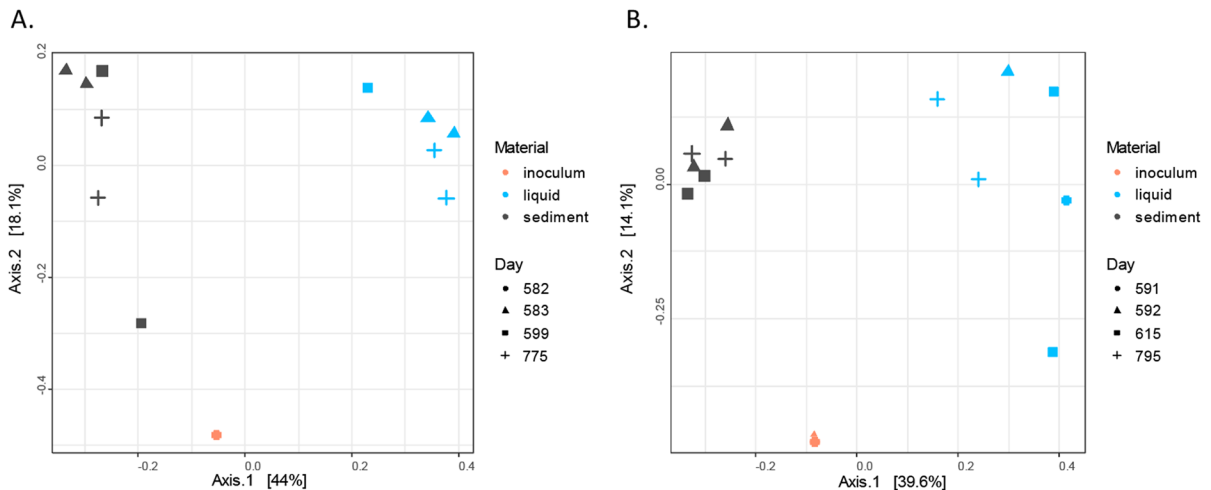 A.
B.
0.2
0.0
-0.2
-0.4
Axis.2 [18.1%]
-0.2
0.0
0.2
0.4
Axis.1 [44%]
Material
inoculum
liquid
sediment
Day
582
583
599
775
0.00
-0.25
Axis.2 [14.1%]
-0.2
0.0
0.2
0.4
Axis.1 [39.6%]
Material
inoculum
liquid
sediment
Day
591
592
615
795